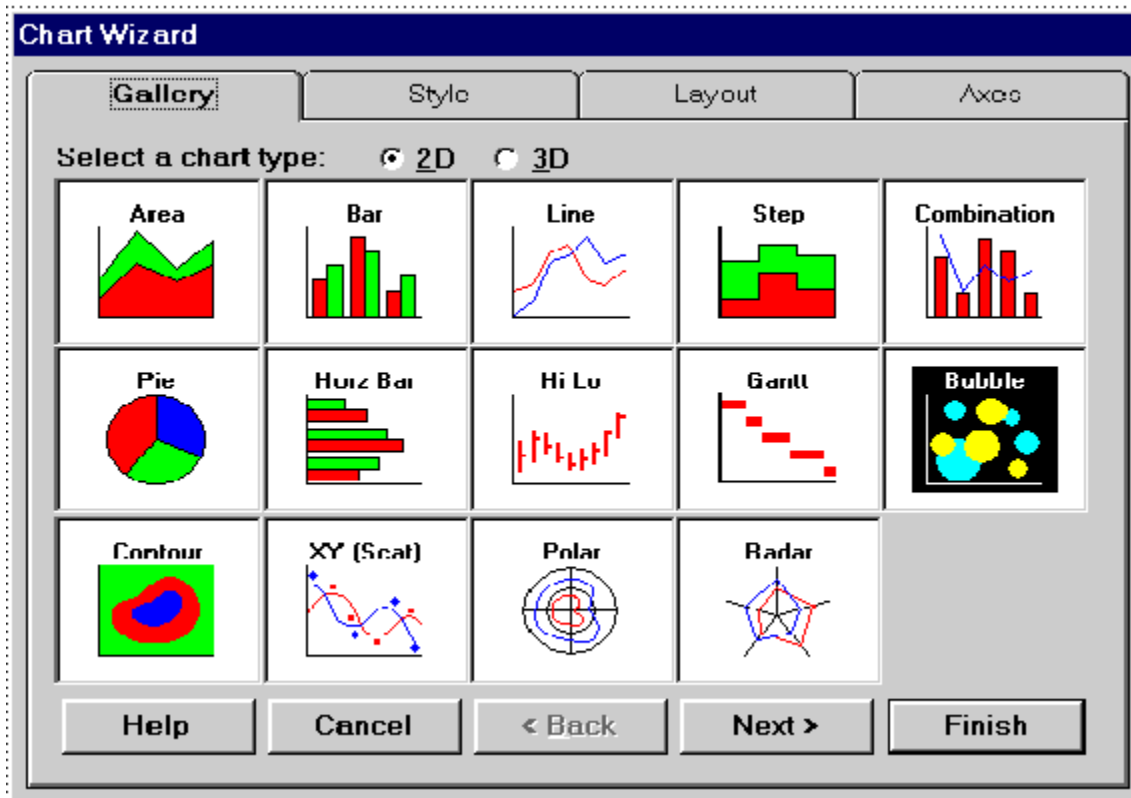 Chart Wizard
Gallery Style Layout Axes
Select a chart type: 2D 3D
Area Bar Line Step Combination
Pie Horz Bar Hi Lo Gantt Bubble
Contour XY (Scat) Polar Radar
Help Cancel < Back Next > Finish